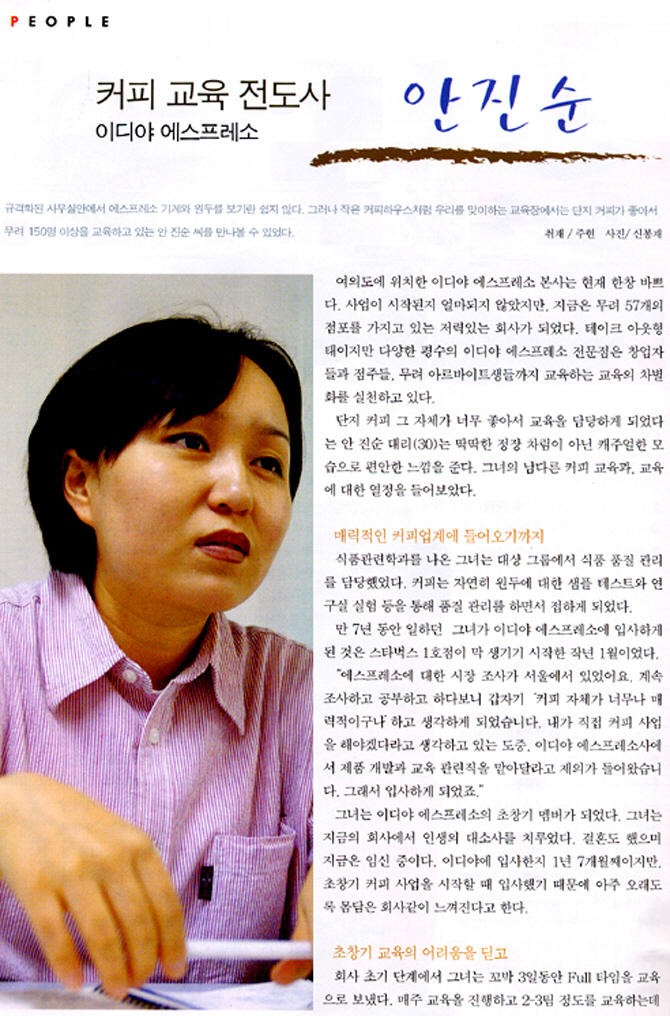 PEOPLE
커피 교육 전도사
안진순
이디야 에스프레소
규격화된 사무실안에서 에스프레소 기계와 원두를 보기란 쉽지 않다. 그러나 작은 커피하우스처럼 우리를 맞이하는 교육장에서는 단지 커피가 좋아서
무려 150명 이상을 교육하고 있는 안 진순 씨를 만나볼 수 있었다.
취재 / 주현 사진/ 신봉재
여의도에 위치한 이디야 에스프레소 본사는 현재 한창 바쁘
다. 사업이 시작된지 얼마되지 않았지만, 지금은 무려 57개의
점포를 가지고 있는 저력있는 회사가 되었다. 테이크 아웃형
태이지만 다양한 평수의 이디야 에스프레소 전문점은 창업자
들과 점주들, 무려 아르바이트생들까지 교육하는 교육의 차별
화를 실천하고 있다.
단지 커피 그 자체가 너무 좋아서 교육을 담당하게 되었다
는 안 진순 대리(30)는 딱딱한 정장 차림이 아닌 캐주얼한 모
습으로 편안한 느낌을 준다. 그녀의 남다른 커피 교육과, 교육
에 대한 열정을 들어보았다.
매력적인 커피업계에 들어오기까지
식품관련학과를 나온 그녀는 대상 그룹에서 식품 품질 관리
를 담당했었다. 커피는 자연히 원두에 대한 샘플 테스트와 연
구실 실험 등을 통해 품질 관리를 하면서 접하게 되었다.
만 7년 동안 일하던 그녀가 이디야 에스프레소에 입사하게
된 것은 스타벅스 1호점이 막 생기기 시작한 작년 1월이었다.
"에스프레소에 대한 시장 조사가 서울에서 있었어요. 계속
조사하고 공부하고 하다보니 갑자기 '커피 자체가 너무나 매
력적이구나' 하고 생각하게 되었습니다. 내가 직접 커피 사업
을 해야겠다라고 생각하고 있는 도중, 이디야 에스프레소사에
서 제품 개발과 교육 관련직을 맡아달라고 제의가 들어왔습니
다. 그래서 입사하게 되었죠."
그녀는 이디야 에스프레소의 초창기 멤버가 되었다. 그녀는
지금의 회사에서 인생의 대소사를 치루었다. 결혼도 했으며
지금은 임신 중이다. 이디야에 입사한지 1년 7개월째이지만,
초창기 커피 사업을 시작할 때 입사했기 때문에 아주 오래도
록 몸담은 회사같이 느껴진다고 한다.
초창기 교육의 어려움을 딛고
회사 초기 단계에서 그녀는 꼬박 3일동안 Full 타임을 교육
으로 보냈다. 매주 교육을 진행하고 2-3팀 정도를 교육하는데